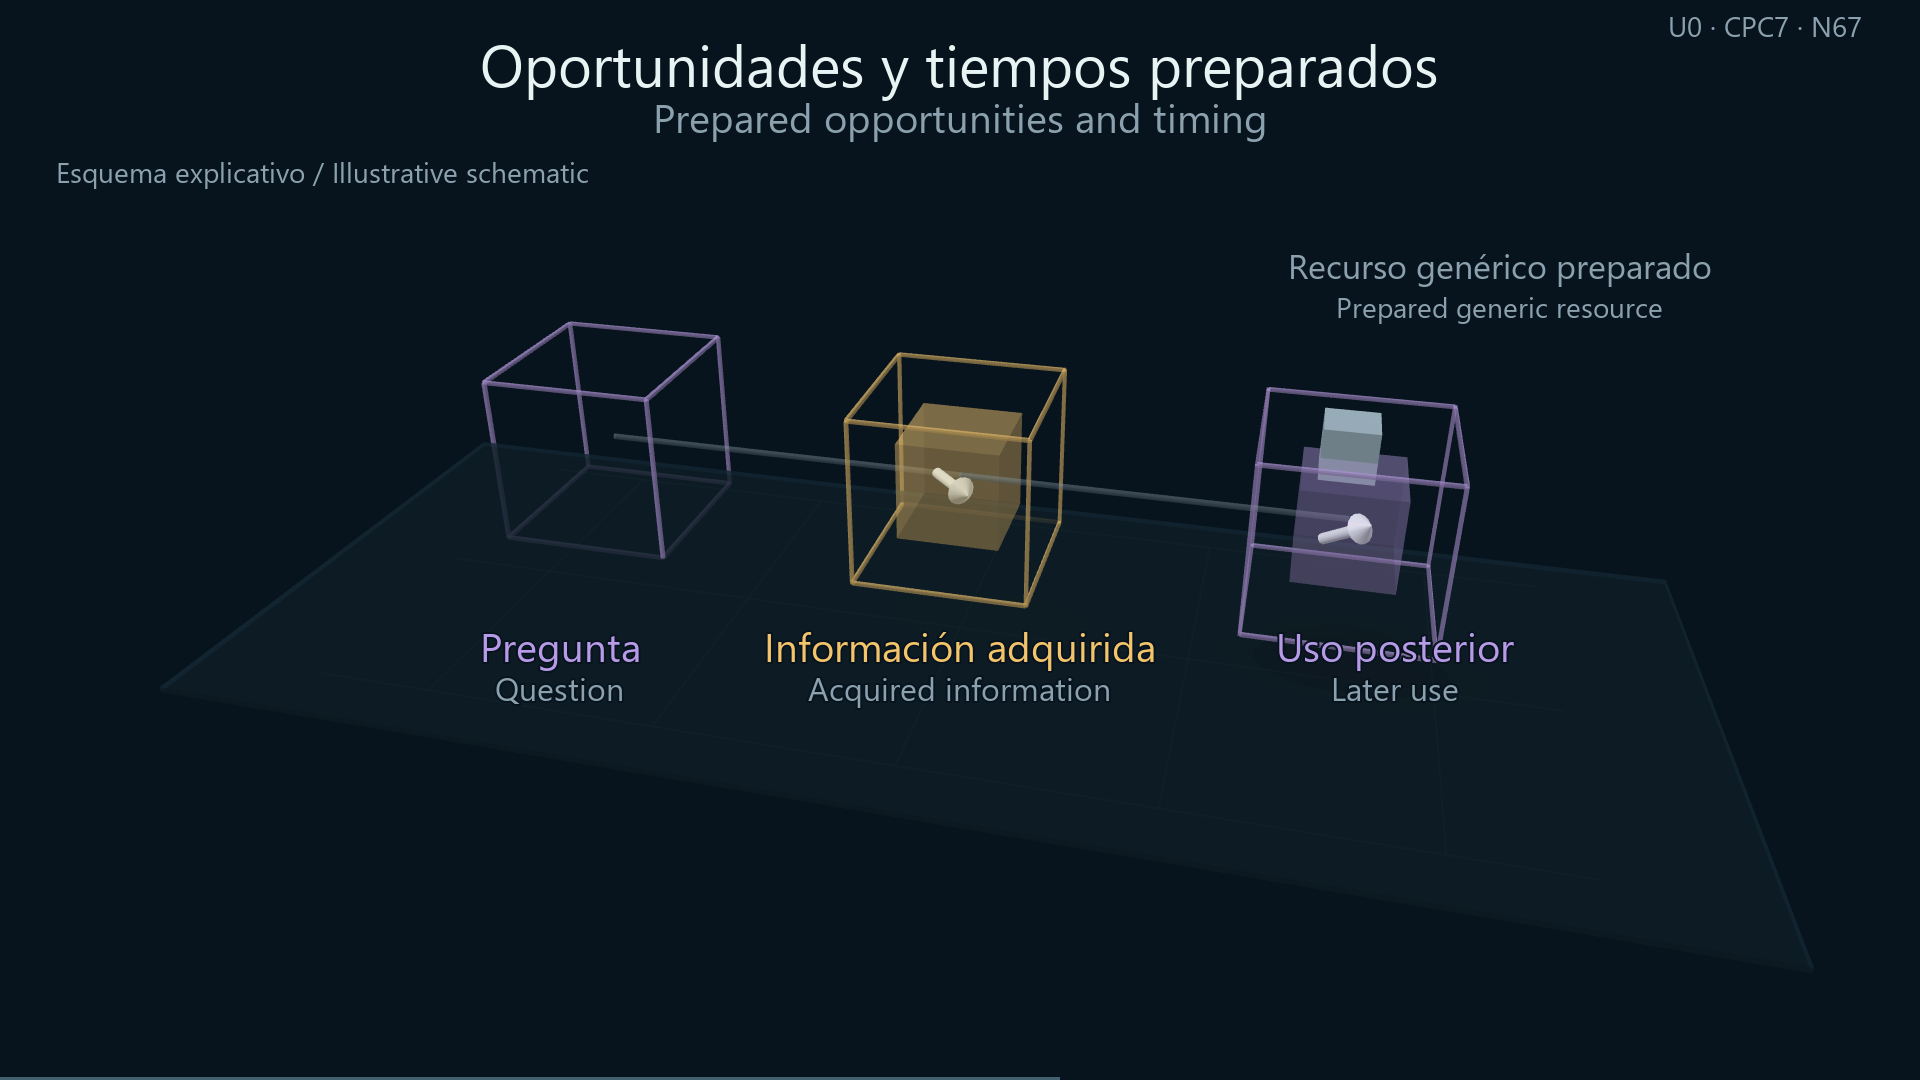 U0 · CPC7 · N67
Oportunidades y tiempos preparados
Prepared opportunities and timing
Esquema explicativo / Illustrative schematic
Recurso genérico preparado
Prepared generic resource
Pregunta
Question
Información adquirida
Acquired information
Uso posterior
Later use